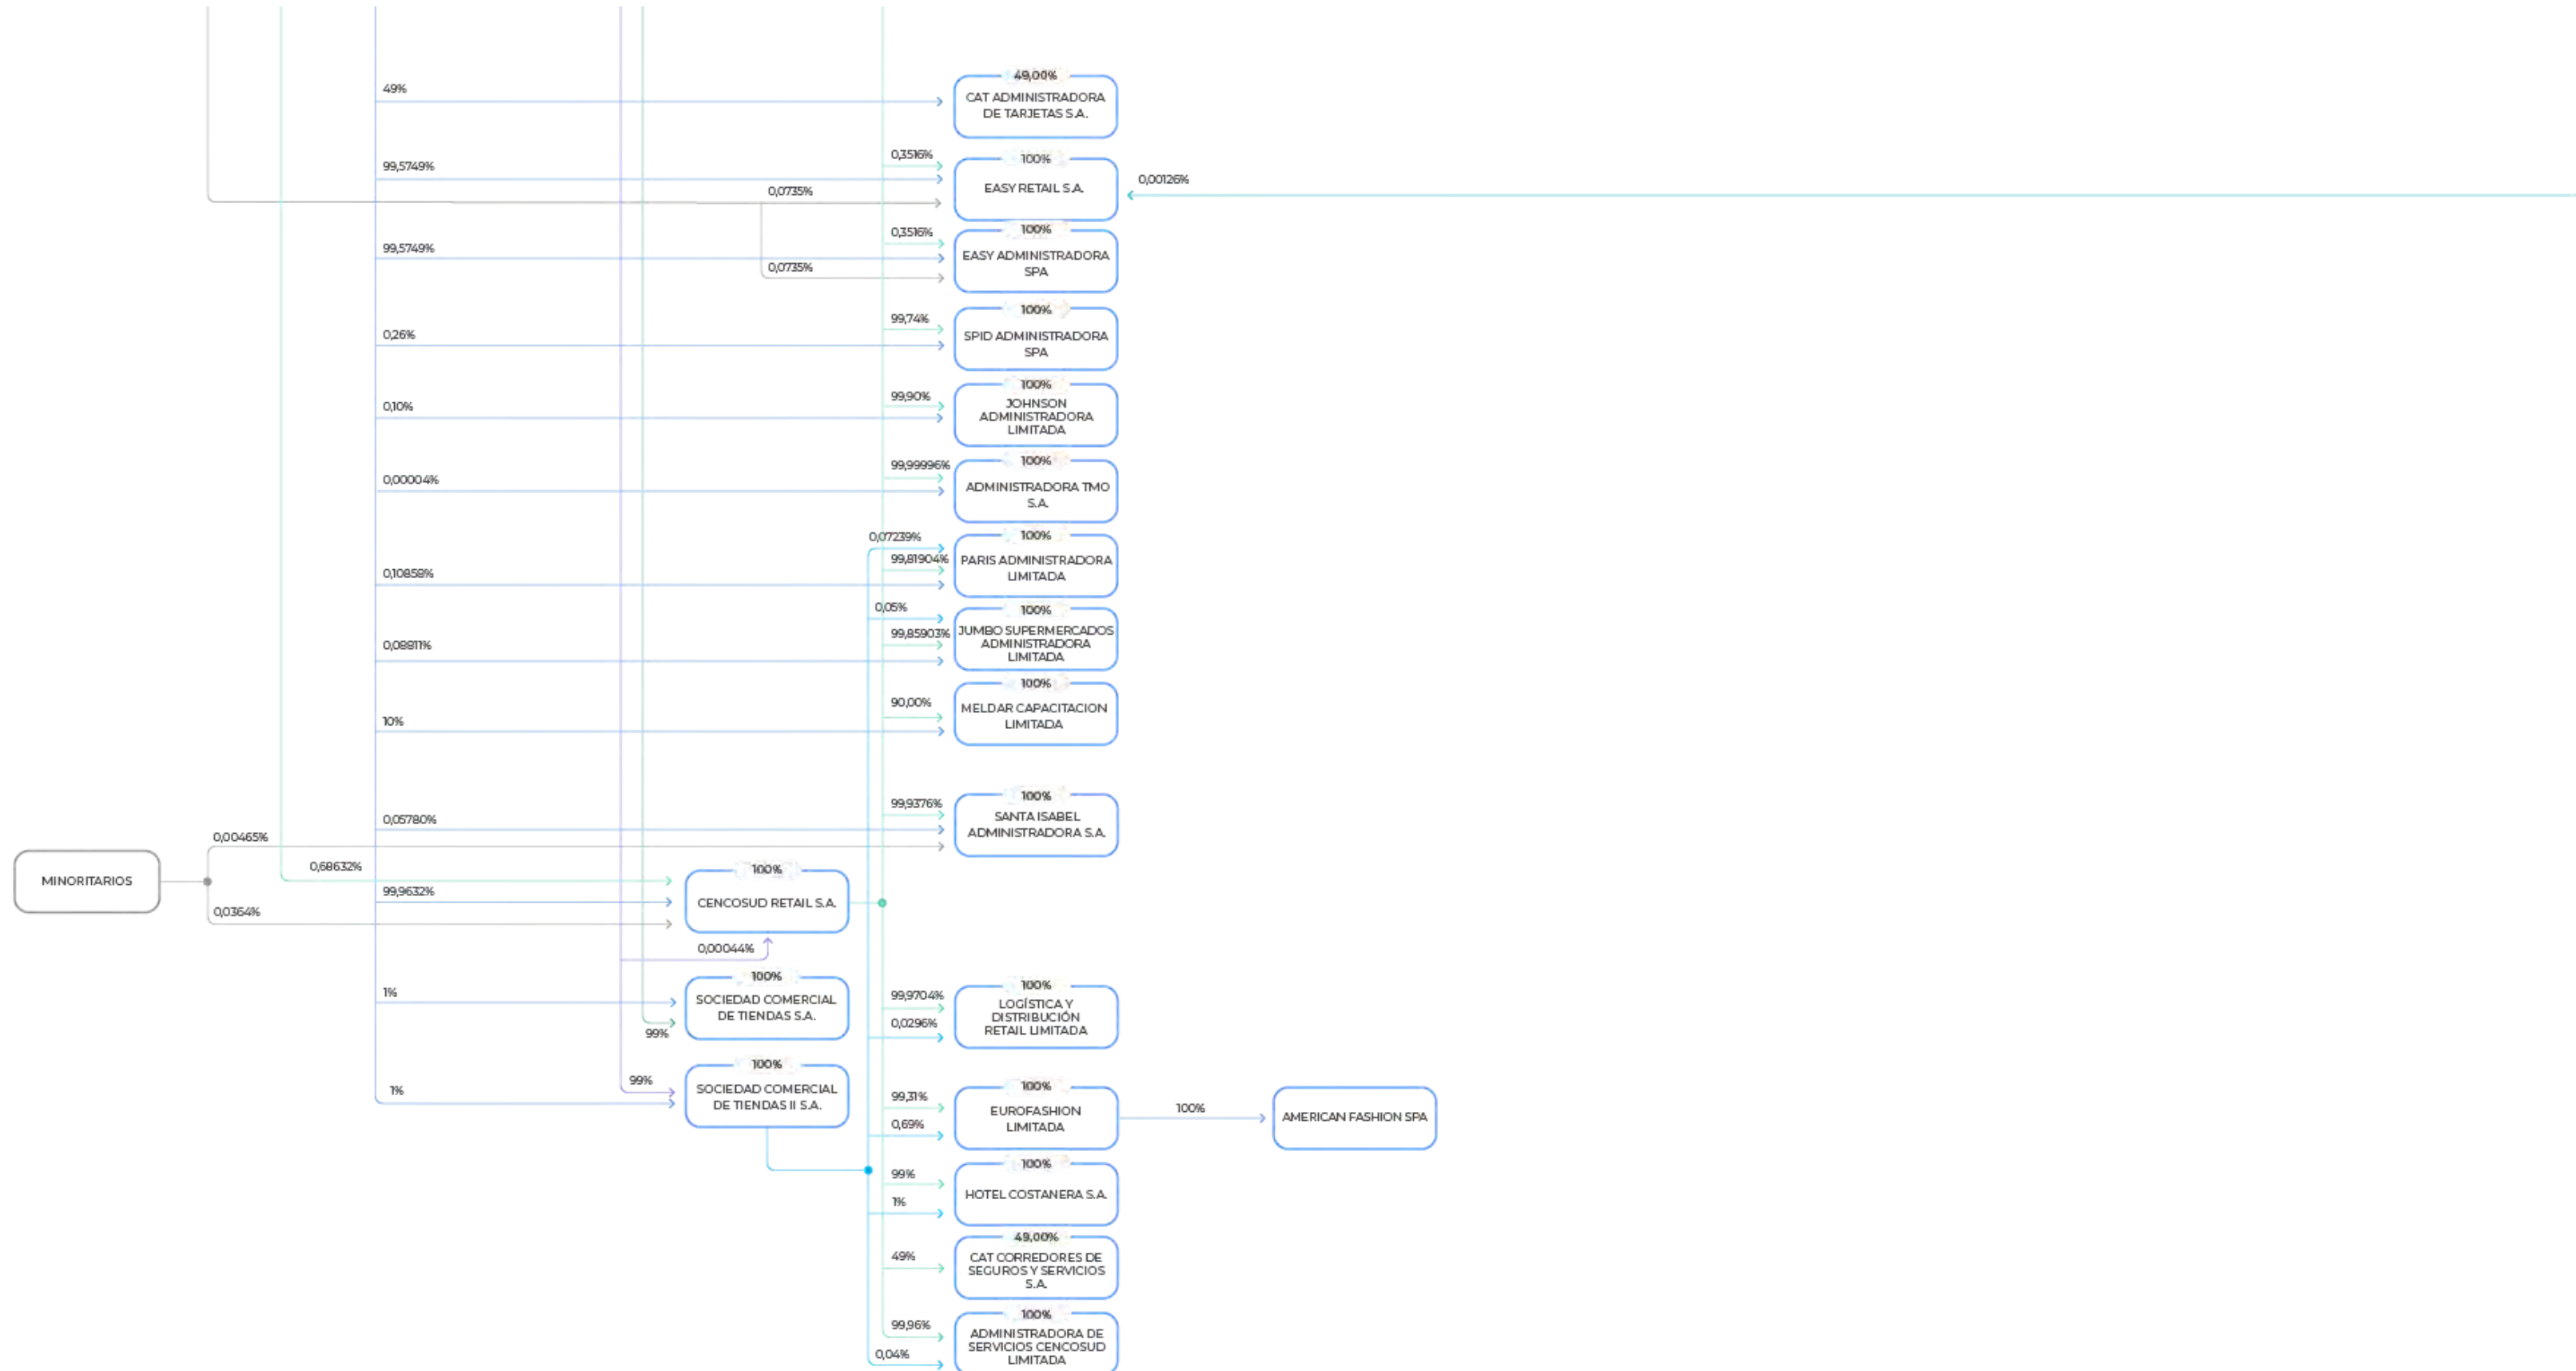 49,00%
49%
CAT ADMINISTRADORA
DE TARJETAS S.A.
0,3516%
100%
99,5749%
0,00126%
EASY RETAIL S.A.
0,0735%
100%
0,3516%
99,5749%
EASY ADMINISTRADORA
SPA
0,0735%
100%
99,74%
0,26%
SPID ADMINISTRADORA
SPA
100%
99,90%
JOHNSON
0,10%
ADMINISTRADORA
LIMITADA
100%
99,99996%
0,00004%
ADMINISTRADORA TMO
S.A.
0,07239%
100%
99,81904%
PARIS ADMINISTRADORA
0,10858%
LIMITADA
0,05%
100%
99,85903%
JUMBO SUPERMERCADOS
0,08811%
ADMINISTRADORA
LIMITADA
100%
90,00%
MELDAR CAPACITACION
10%
LIMITADA
100%
99,9376%
0,05780%
SANTA ISABEL
ADMINISTRADORA S.A.
0,00465%
MINORITARIOS
0,68632%
100%
99,9632%
CENCOSUD RETAIL S.A.
0,0364%
0,00044%
100%
1%
SOCIEDAD COMERCIAL
DE TIENDAS S.A.
99%
100%
99,9704%
LOGÍSTICA Y
DISTRIBUCIÓN
0,0296%
RETAIL LIMITADA
100%
99%
1%
SOCIEDAD COMERCIAL
DE TIENDAS II S.A.
100%
99,31%
EUROFASHION
0,69%
LIMITADA
100%
AMERICAN FASHION SPA
100%
99%
HOTEL COSTANERA S.A.
1%
49,00%
49%
CAT CORREDORES DE
SEGUROS Y SERVICIOS
S.A.
100%
99,96%
ADMINISTRADORA DE
SERVICIOS CENCOSUD
0,04%
LIMITADA